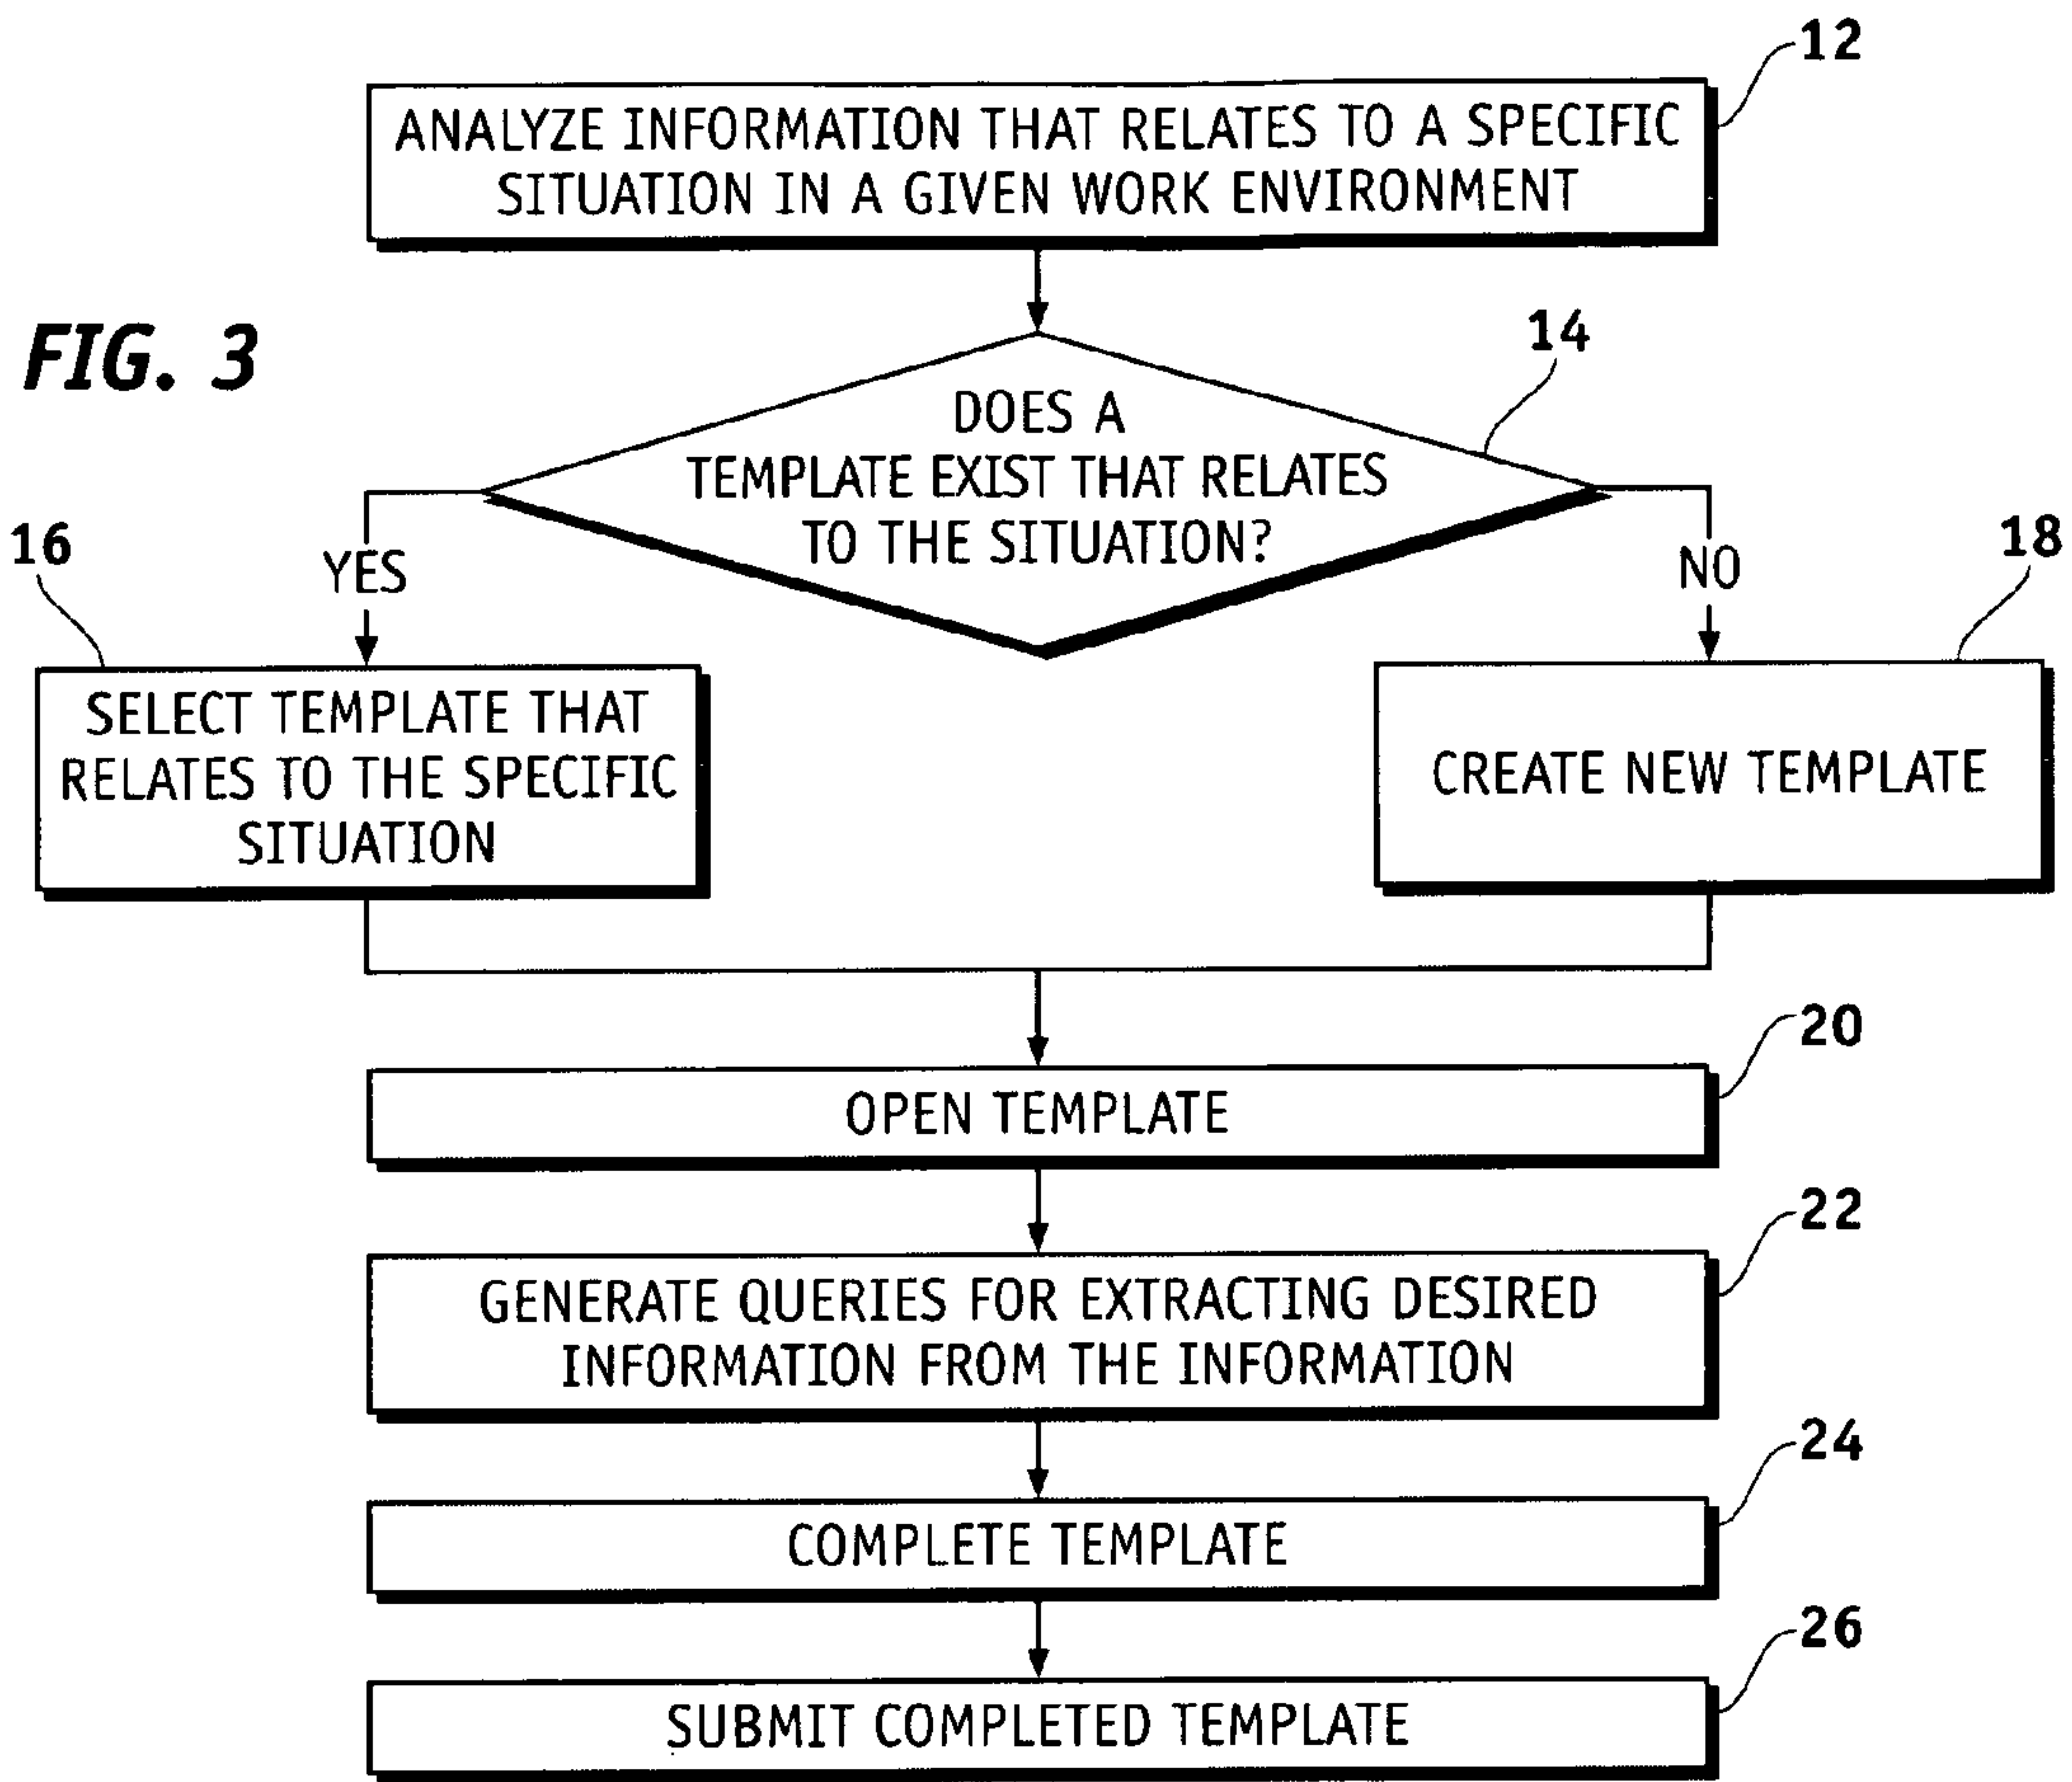 12
ANALYZE INFORMATION THAT RELATES TO A SPECIFIC
SITUATION IN A GIVEN WORK ENVIRONMENT
FIG. 3
14
DOES A
TEMPLATE EXIST THAT RELATES
TO THE SITUATION?
16
YES
NO
18
SELECT TEMPLATE THAT
RELATES TO THE SPECIFIC
SITUATION
CREATE NEW TEMPLATE
20
OPEN TEMPLATE
22
GENERATE QUERIES FOR EXTRACTING DESIRED
INFORMATION FROM THE INFORMATION
24
COMPLETE TEMPLATE
26
SUBMIT COMPLETED TEMPLATE